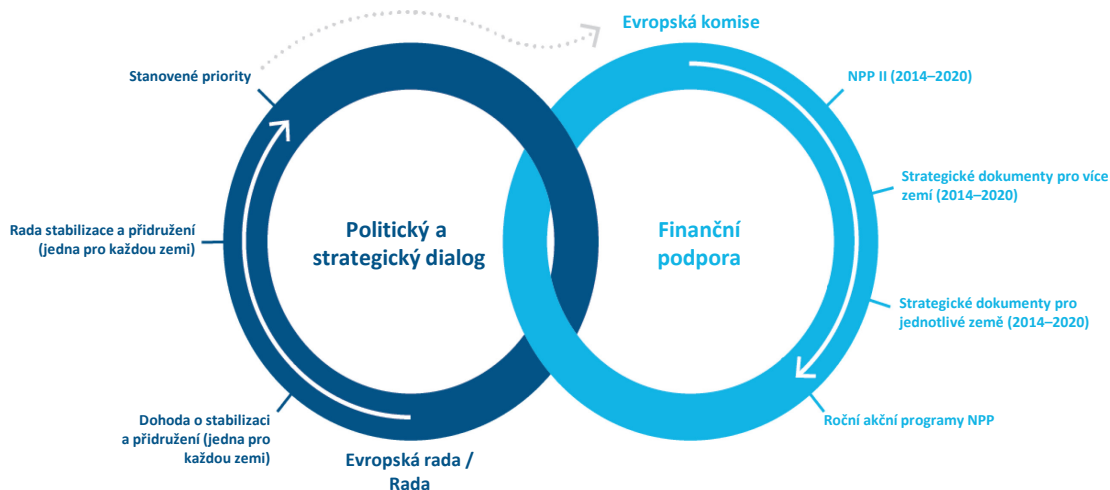 Evropská komise
Stanovené priority
NPP II (2014–2020)
Strategické dokumenty pro více
zemí (2014–2020)
Rada stabilizace a přidružení
(jedna pro každou zemi)
Politický a
strategický dialog
Finanční
podpora
Strategické dokumenty pro
jednotlivé země (2014–2020)
Dohoda o stabilizaci
a přidružení (jedna pro
každou zemi)
Roční akční programy NPP
Evropská rada /
Rada